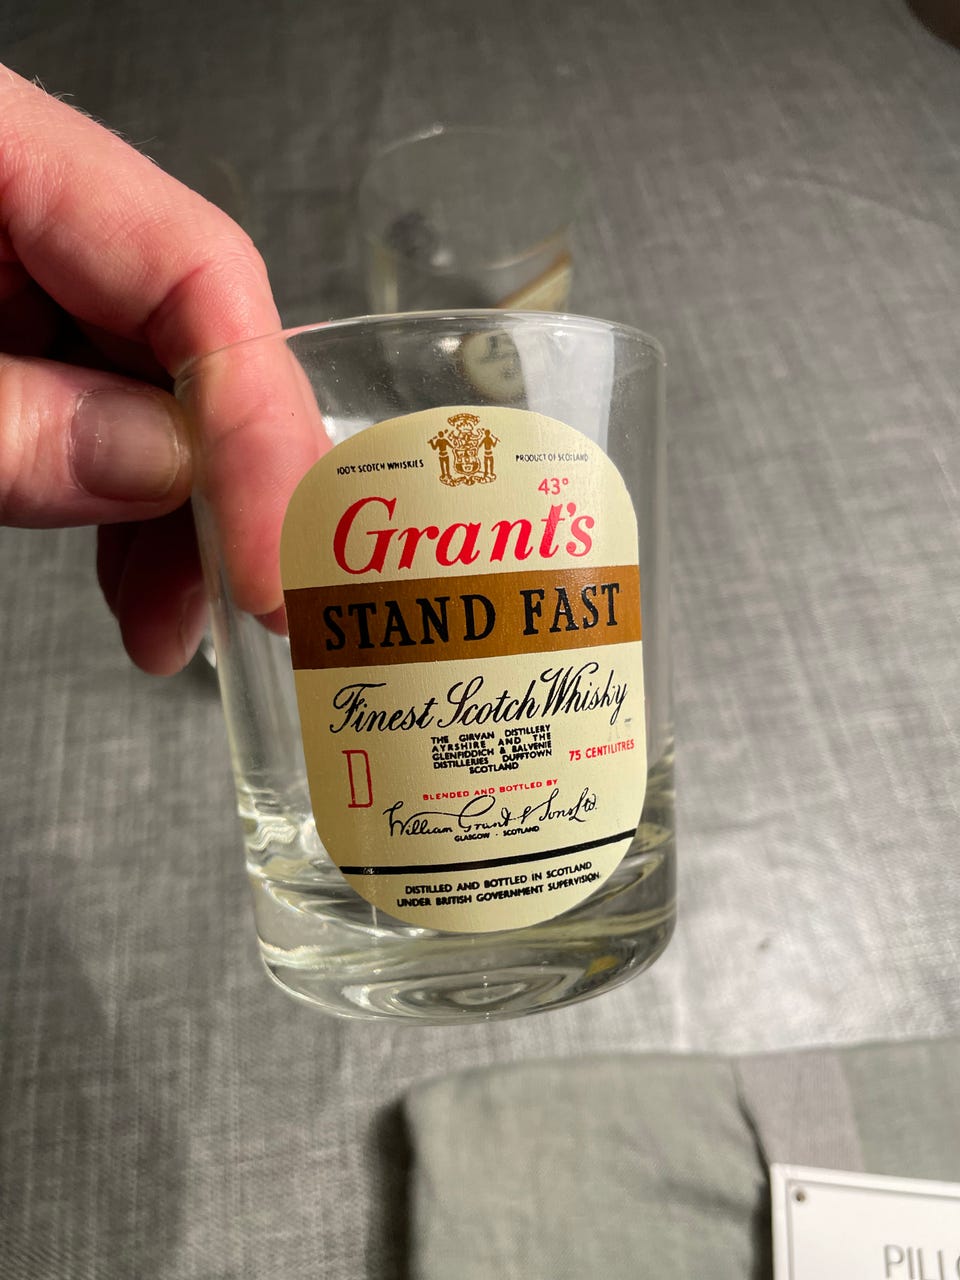 100% SCOTCH WHISKIES
PRODUCT OF SCOTLAND
43°
Grant's
STAND FAST
Finest Scotch Whisky
D
THE GIRVAN DISTILLERY
AYRSHIRE AND THE
GLENFIDDICH & BALVENIE
DISTILLERIES DUFFTOWN
SCOTLAND
75 CENTILITRES
BLENDED AND BOTTLED BY
William Grant & Sons Ltd.
GLASGOW - SCOTLAND
DISTILLED AND BOTTLED IN SCOTLAND
UNDER BRITISH GOVERNMENT SUPERVISION